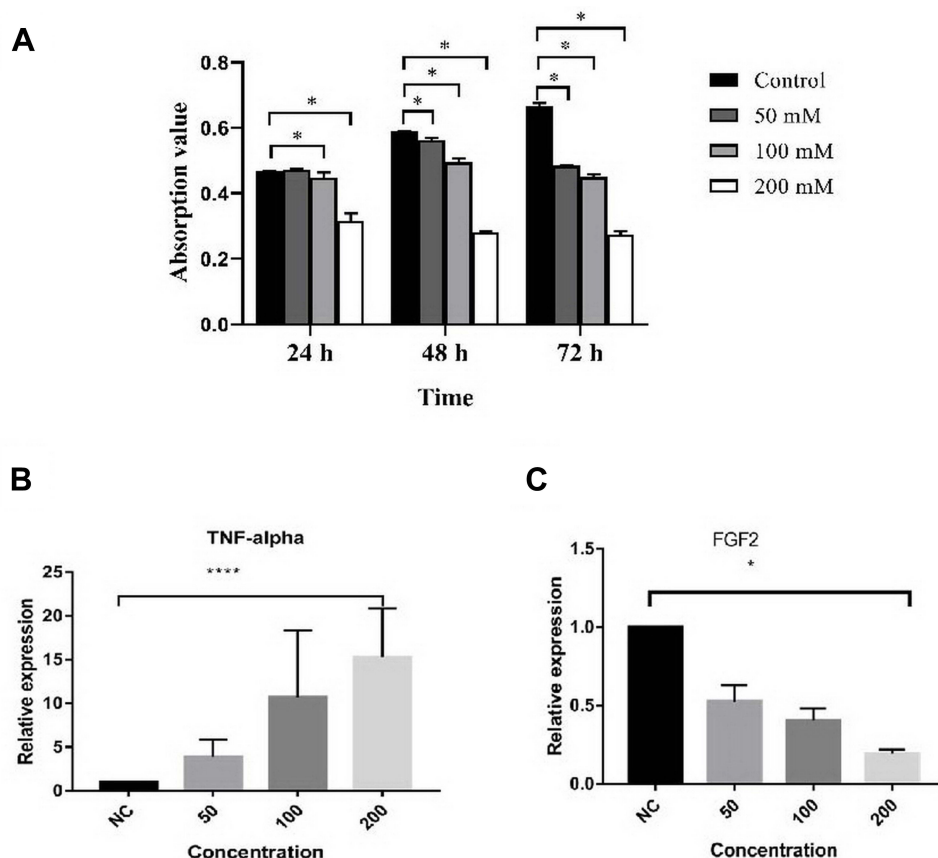 A
* * *
* * *
* *
0.8
0.6
0.4
0.2
0.0
Absorption value
24 h 48 h 72 h
Time
Control
50 mM
100 mM
200 mM
B
TNF-alpha
****
25
20
15
10
5
0
Relative expression
NC 50 100 200
Concentration
C
FGF2
*
1.5
1.0
0.5
0.0
Relative expression
NC 50 100 200
Concentration